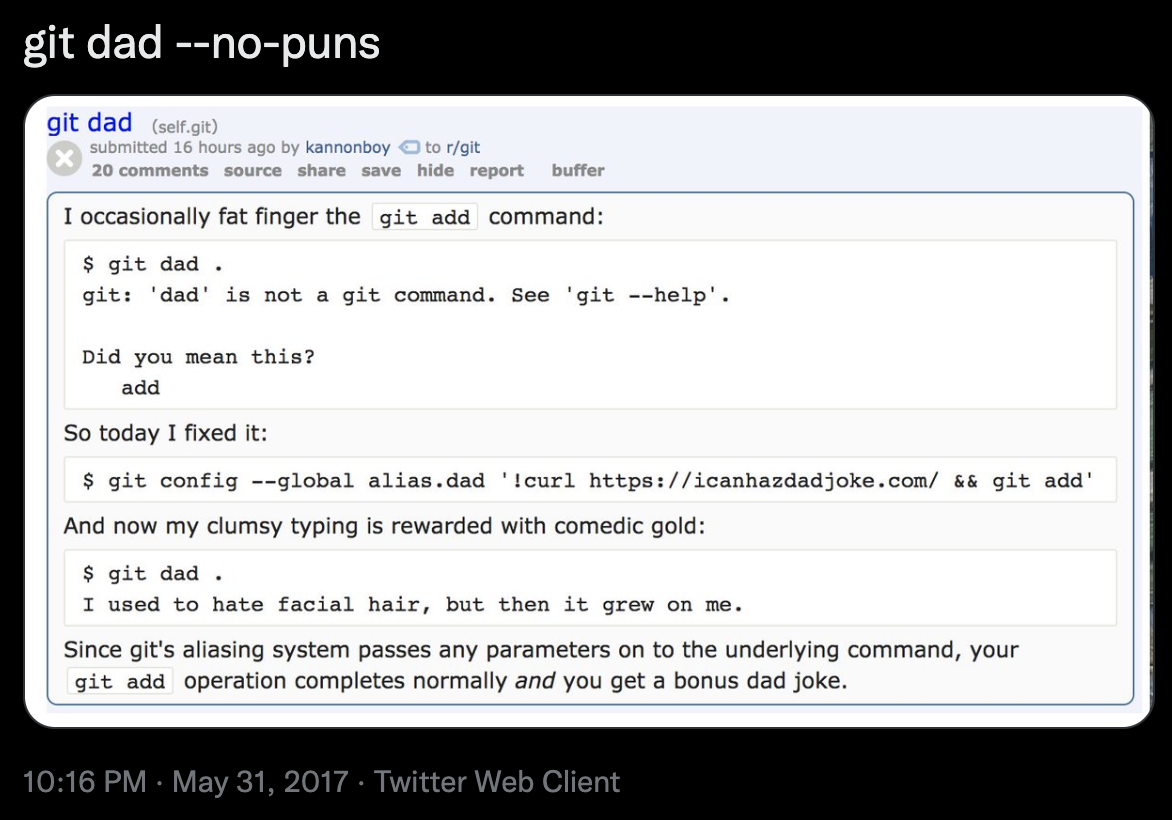 git dad --no-puns
git dad (self.git)
submitted 16 hours ago by kannonboy to r/git
20 comments source share save hide report buffer
I occasionally fat finger the git add command:
$ git dad .
git: 'dad' is not a git command. See 'git --help'.
Did you mean this?
add
So today I fixed it:
$ git config --global alias.dad '!curl https://icanhazdadjoke.com/ && git add'
And now my clumsy typing is rewarded with comedic gold:
$ git dad .
I used to hate facial hair, but then it grew on me.
Since git's aliasing system passes any parameters on to the underlying command, your
git add operation completes normally and you get a bonus dad joke.
10:16 PM · May 31, 2017 · Twitter Web Client